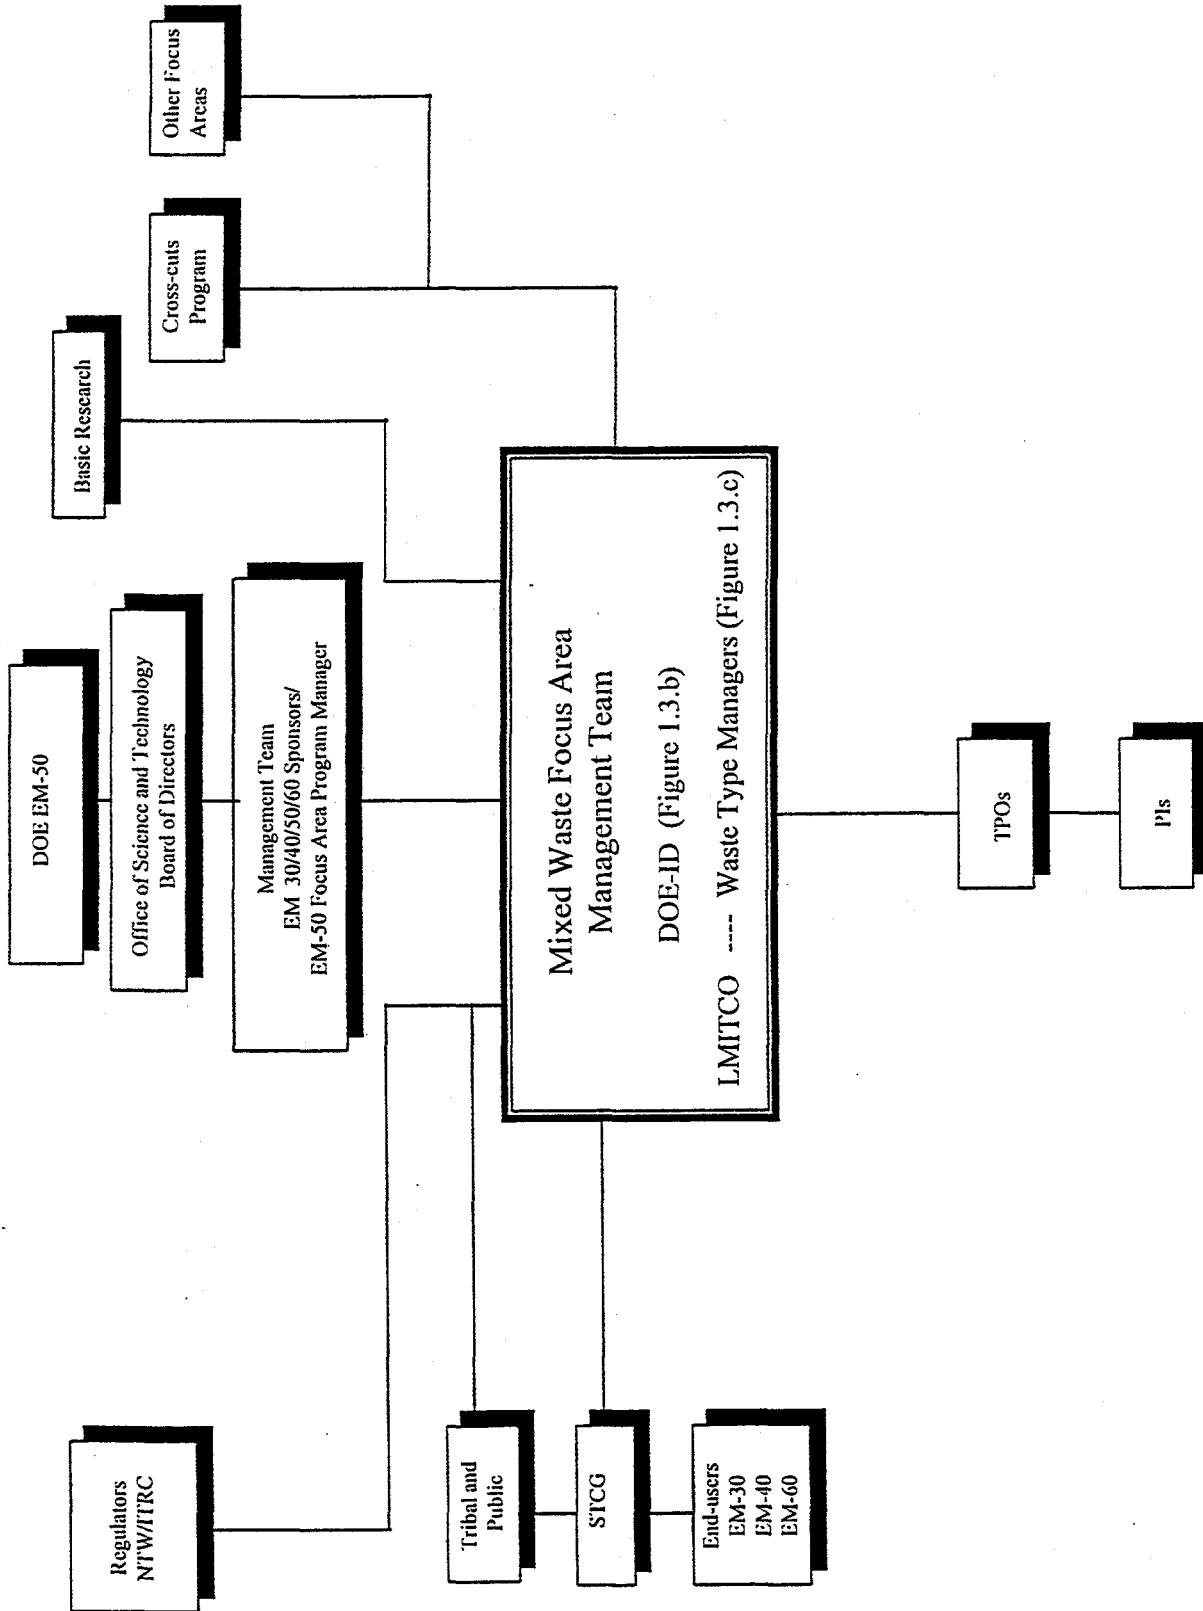 DOE EM-50
Office of Science and Technology
Board of Directors
Management Team
EM 30/40/50/60 Sponsors/
EM-50 Focus Area Program Manager
Regulators
NTW/ITRC
Basic Research
Cross-cuts
Program
Other Focus
Areas
Tribal and
Public
STCG
End-users
EM-30
EM-40
EM-60
Mixed Waste Focus Area
Management Team
DOE-ID (Figure 1.3.b)
LMITCO ---- Waste Type Managers (Figure 1.3.c)
TPOs
PIs